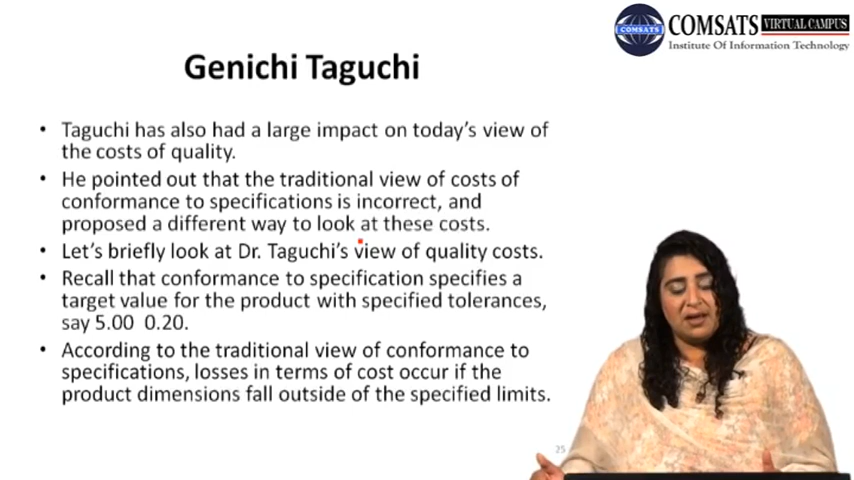 COMSATS
COMSATS VIRTUAL CAMPUS
Institute Of Information Technology
Genichi Taguchi
• Taguchi has also had a large impact on today's view of
the costs of quality.
• He pointed out that the traditional view of costs of
conformance to specifications is incorrect, and
proposed a different way to look at these costs.
• Let's briefly look at Dr. Taguchi's view of quality costs.
• Recall that conformance to specification specifies a
target value for the product with specified tolerances,
say 5.00 0.20.
• According to the traditional view of conformance to
specifications, losses in terms of cost occur if the
product dimensions fall outside of the specified limits.
25